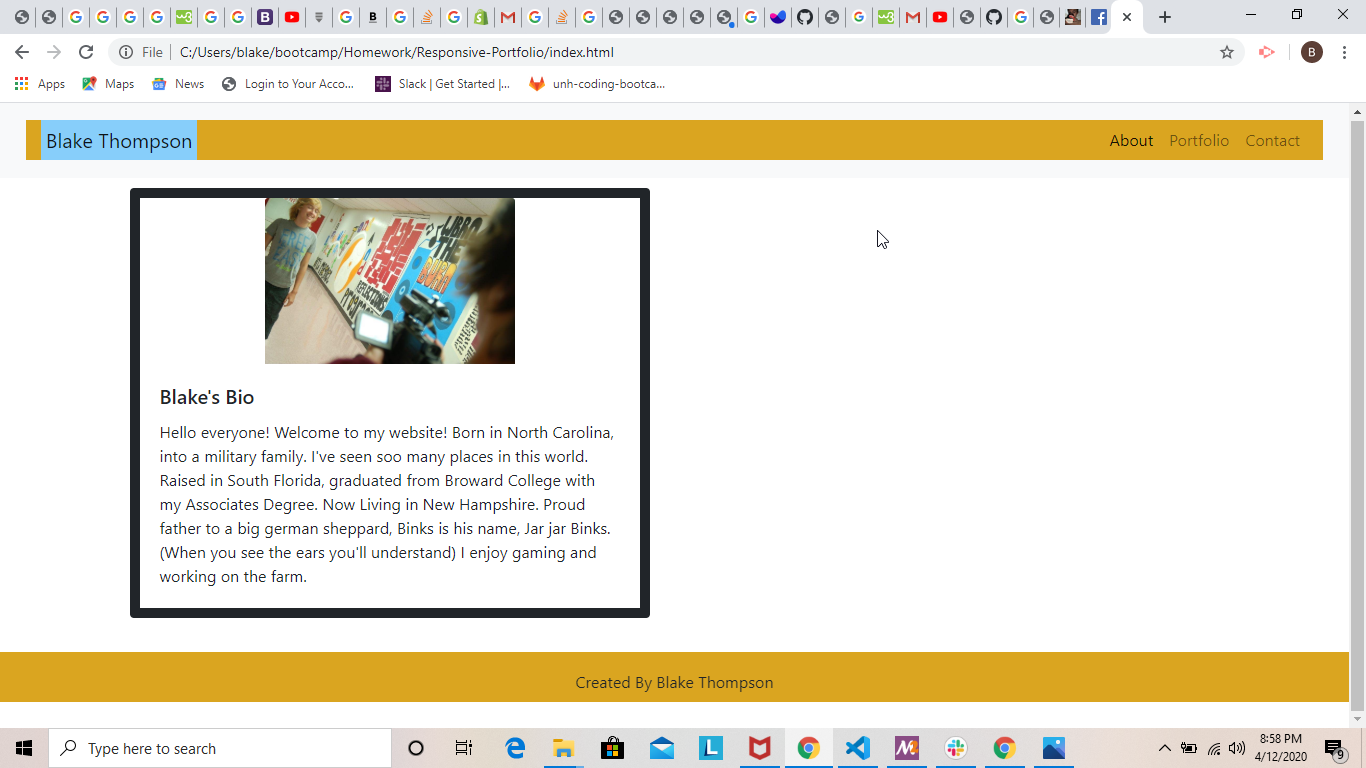 File
C:/Users/blake/bootcamp/Homework/Responsive-Portfolio/index.html
B
Apps Maps News Login to Your Acco... Slack | Get Started |... unh-coding-bootca...
Blake Thompson About Portfolio Contact
LIBRO
THE
BURRO
REFLECTIONS
Blake's Bio
Hello everyone! Welcome to my website! Born in North Carolina,
into a military family. I've seen soo many places in this world.
Raised in South Florida, graduated from Broward College with
my Associates Degree. Now Living in New Hampshire. Proud
father to a big german sheppard, Binks is his name, Jar jar Binks.
(When you see the ears you'll understand) I enjoy gaming and
working on the farm.
Created By Blake Thompson
Type here to search
8:58 PM
4/12/2020
9